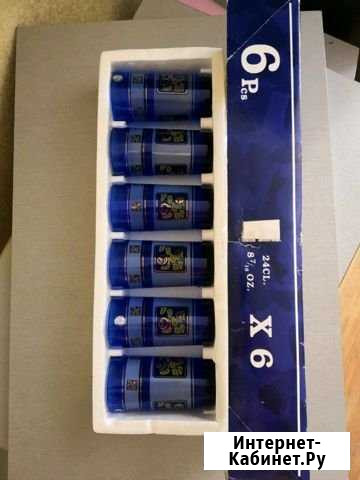 6 Pcs
24CL.
8 7/16 OZ.
X 6
Интернет-
Кабинет.Ру